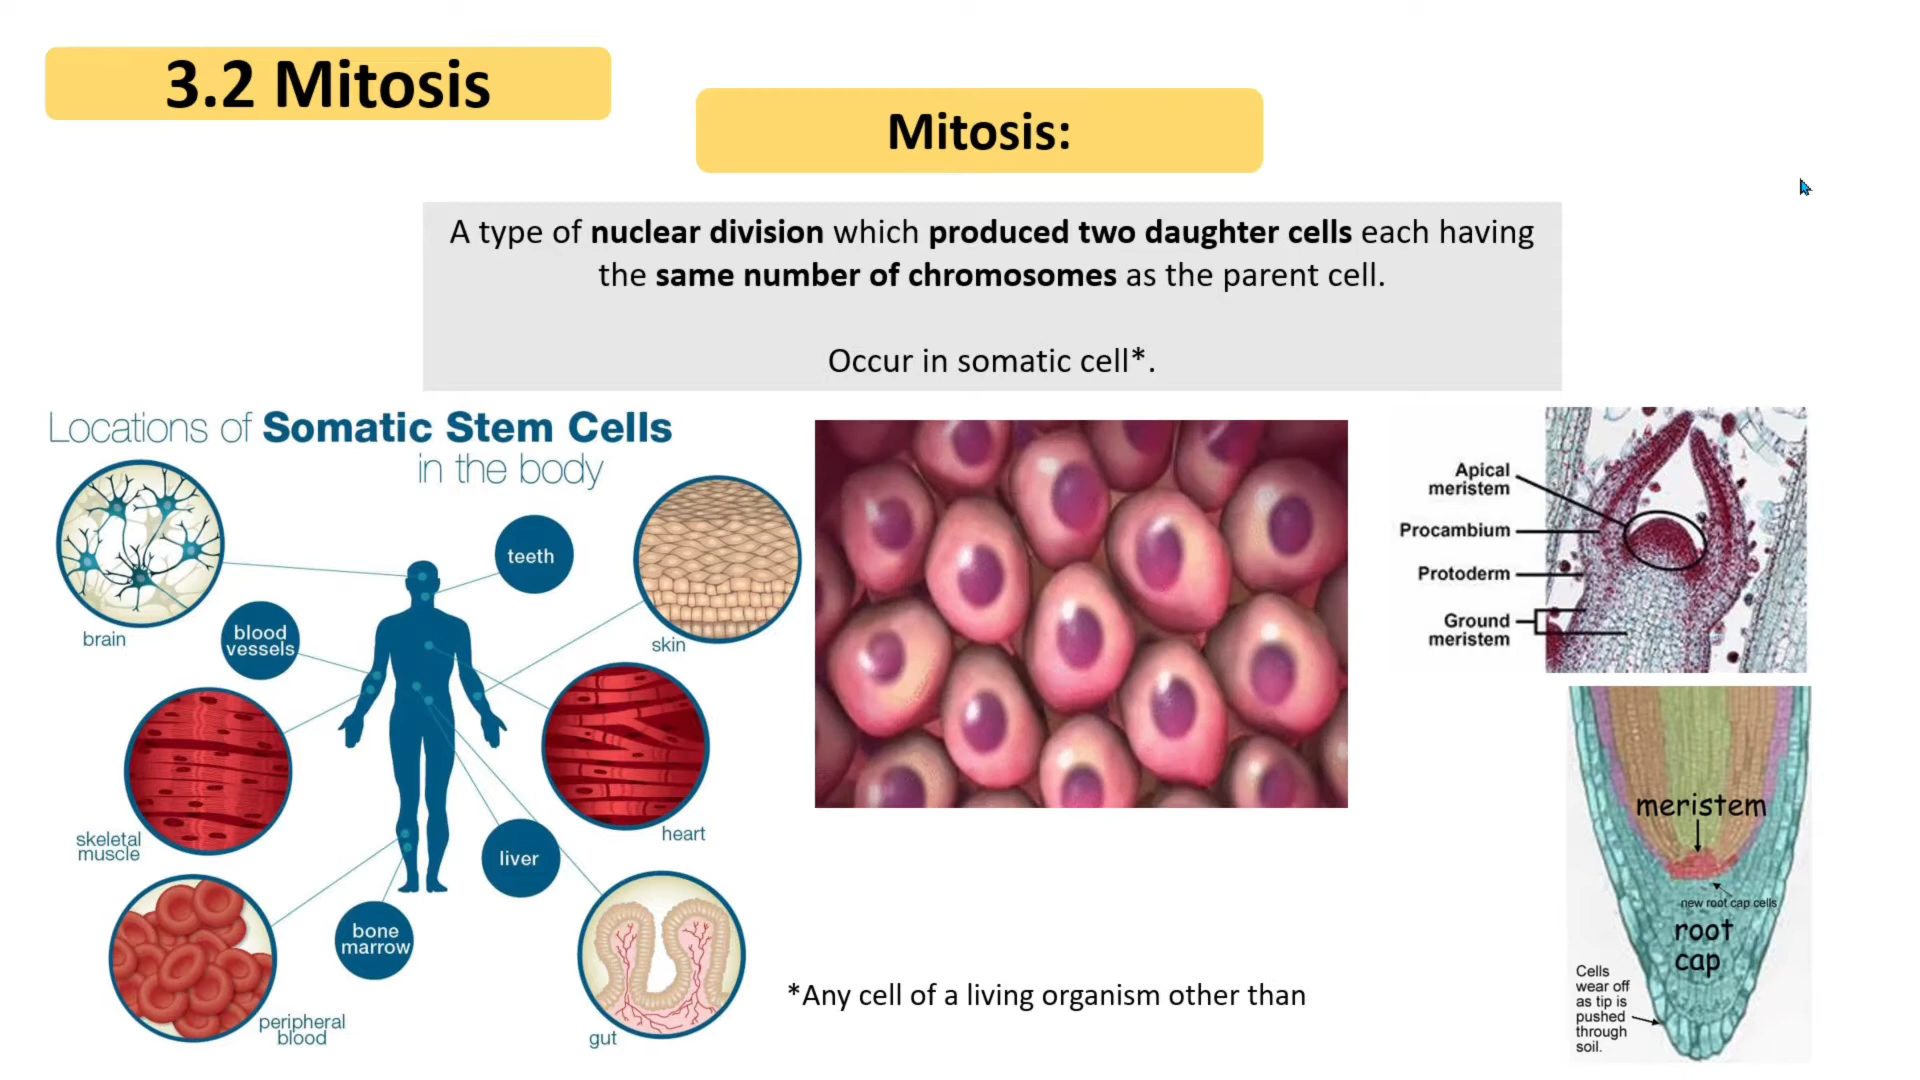 3.2 Mitosis
Mitosis:
A type of nuclear division which produced two daughter cells each having
the same number of chromosomes as the parent cell.
Occur in somatic cell*.
Locations of Somatic Stem Cells
in the body
brain
teeth
blood
vessels
skin
skeletal
muscle
heart
liver
bone
marrow
peripheral
blood
gut
Apical
meristem
Procambium
Protoderm
Ground
meristem
meristem
new root cap cells
root
cap
Cells
wear off
as tip is
pushed
through
soil.
*Any cell of a living organism other than